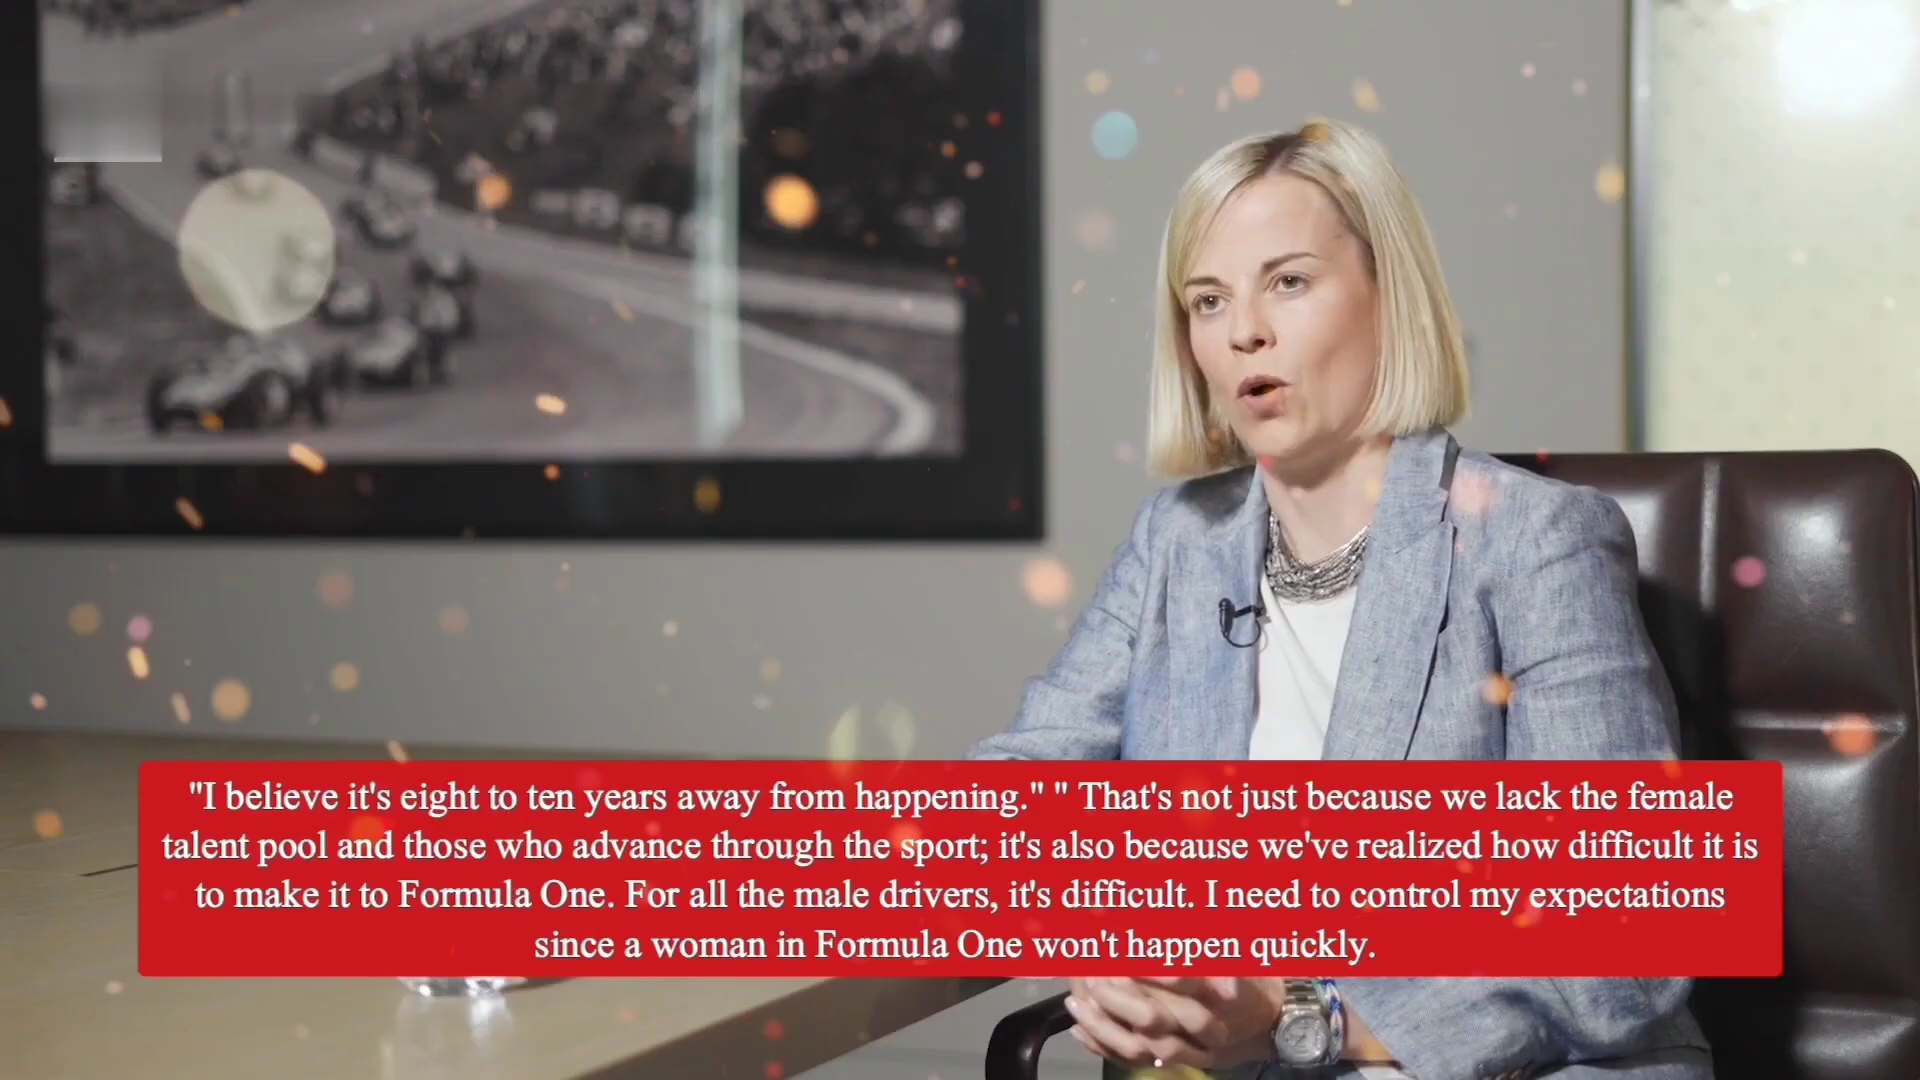 "I believe it's eight to ten years away from happening." " That's not just because we lack the female
talent pool and those who advance through the sport; it's also because we've realized how difficult it is
to make it to Formula One. For all the male drivers, it's difficult. I need to control my expectations
since a woman in Formula One won't happen quickly.